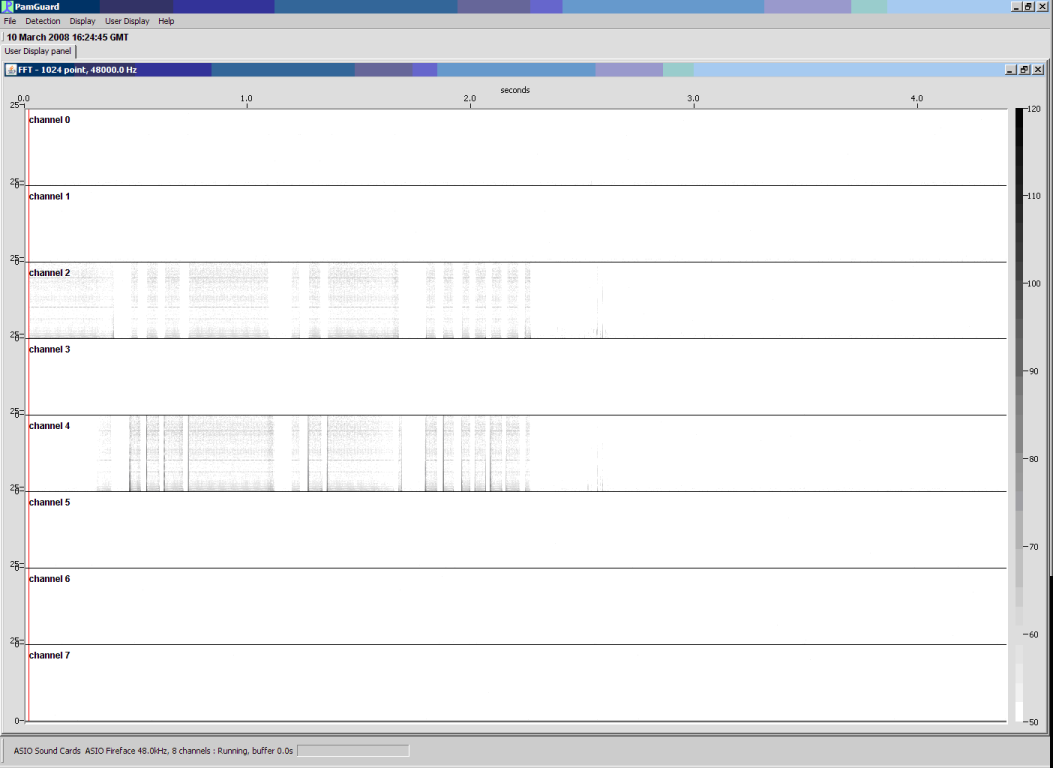 PamGuard
File Detection Display User Display Help
10 March 2008 16:24:45 GMT
User Display panel
FFT - 1024 point, 48000.0 Hz
seconds
0.0 1.0 2.0 3.0 4.0
25
channel 0
120
0
25
channel 1
110
0
25
channel 2
100
0
25
channel 3
90
0
25
channel 4
80
0
25
channel 5
70
0
25
channel 6
60
0
25
channel 7
0
50
ASIO Sound Cards ASIO Fireface 48.0kHz, 8 channels : Running, buffer 0.0s